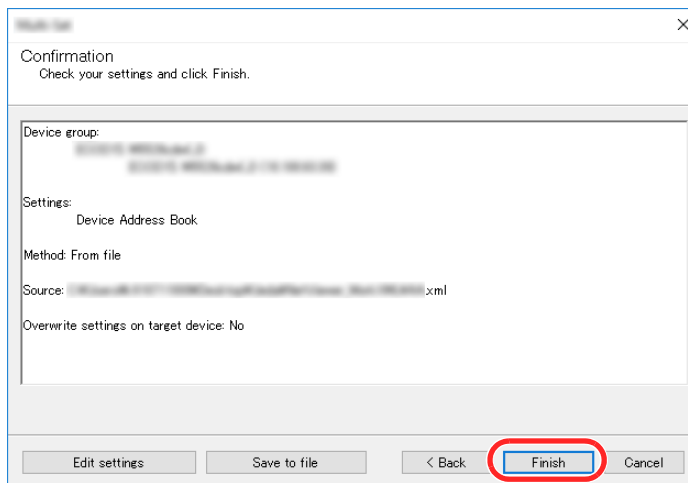 Confirmation
Check your settings and click Finish.
Device group:
Settings:
Device Address Book
Method: From file
Source: .xml
Overwrite settings on target device: No
Edit settings
Save to file
< Back
Finish
Cancel